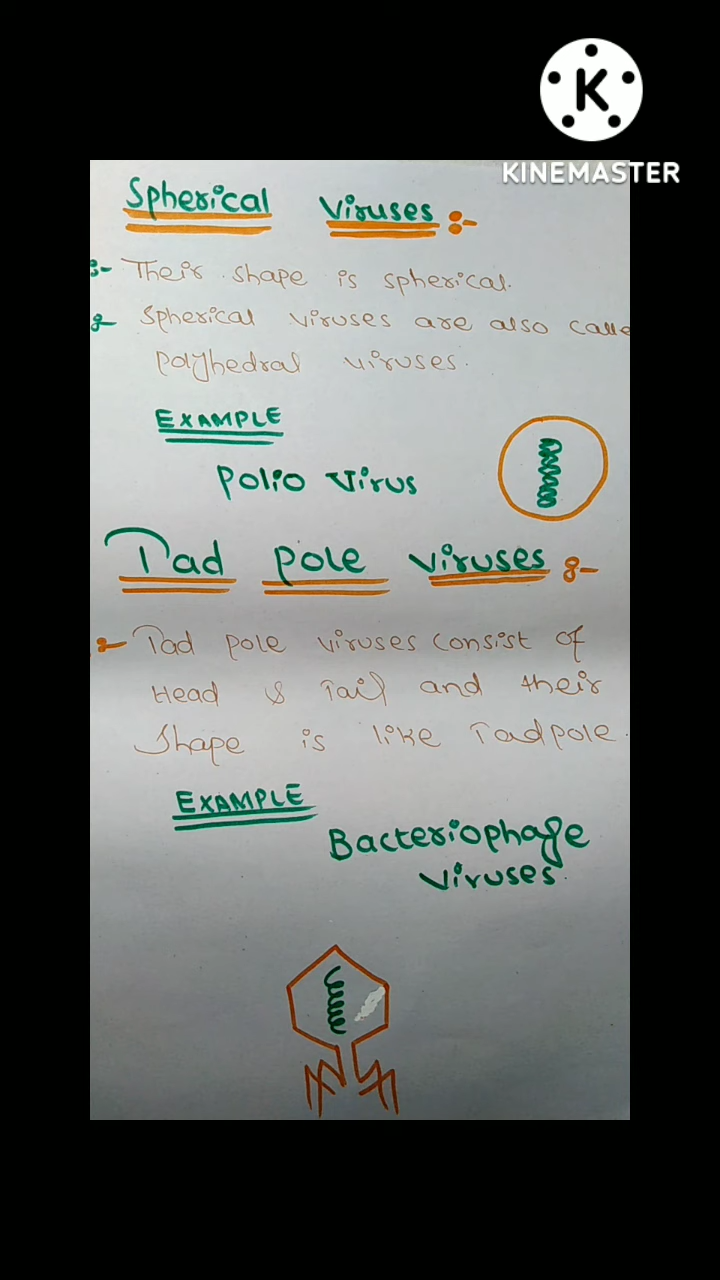 K
KINEMASTER
Spherical Viruses :-
:- Their shape is spherical.
:- Spherical viruses are also calle
Polyhedral viruses.
EXAMPLE
Polio Virus
Tad pole viruses :-
:- Tad pole viruses consist of
Head & Tail and their
Shape is like Tadpole.
EXAMPLE
Bacteriophage
Viruses.